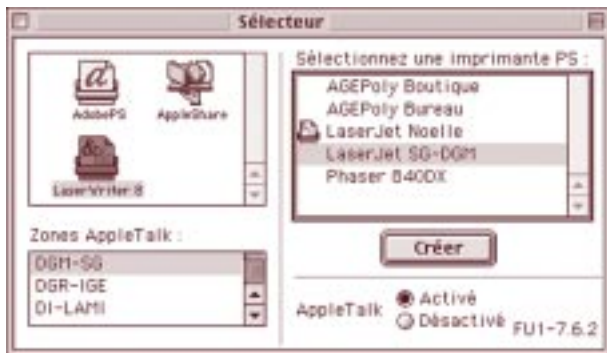 Sélecteur
AdobePS
AppleShare
LaserWriter 8
Zones AppleTalk :
DGM-SG
DGR-IGE
DI-LAMI
Sélectionnez une imprimante PS :
AGEPoly Boutique
AGEPoly Bureau
LaserJet Noelle
LaserJet SG-DGM
Phaser 840DX
Créer
AppleTalk
Activé
Désactivé
FU1-7.6.2